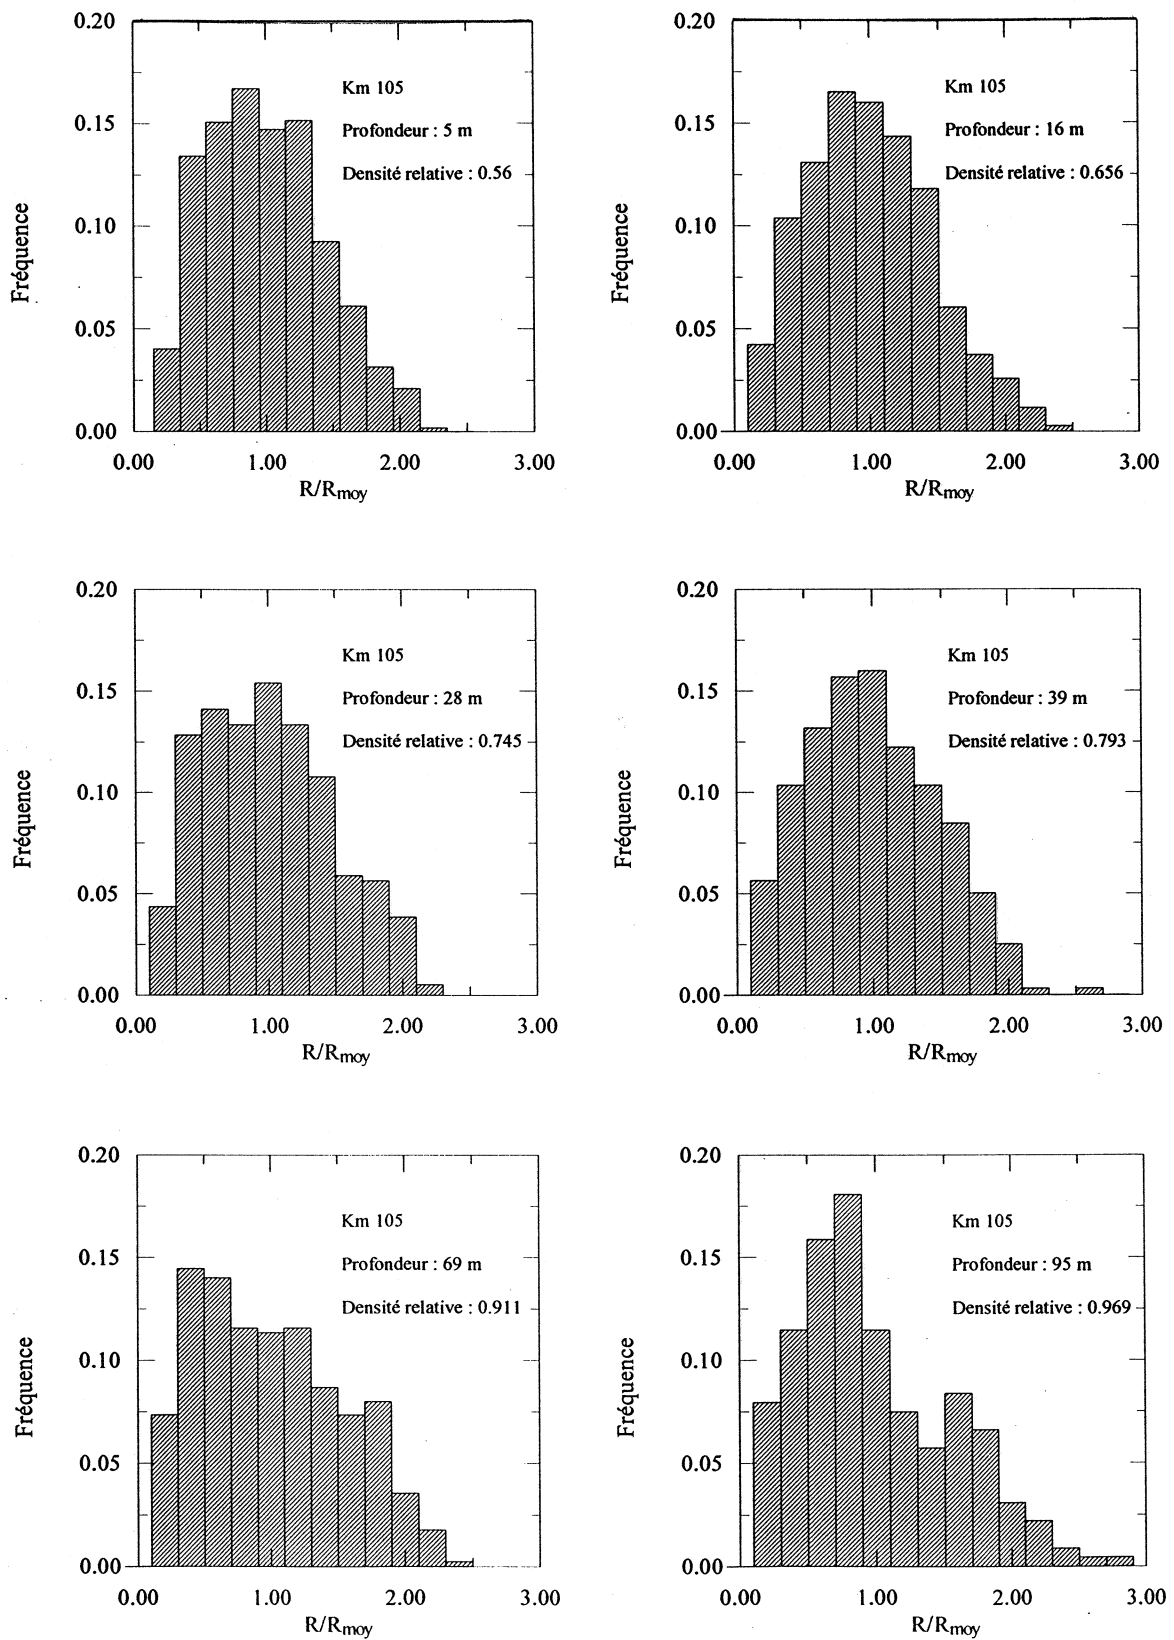 0.20
0.15
0.10
0.05
0.00
Fréquence
Km 105
Profondeur : 5 m
Densité relative : 0.56
0.00 1.00 2.00 3.00
R/Rmoy
0.20
0.15
0.10
0.05
0.00
Fréquence
Km 105
Profondeur : 16 m
Densité relative : 0.656
0.00 1.00 2.00 3.00
R/Rmoy
0.20
0.15
0.10
0.05
0.00
Fréquence
Km 105
Profondeur : 28 m
Densité relative : 0.745
0.00 1.00 2.00 3.00
R/Rmoy
0.20
0.15
0.10
0.05
0.00
Fréquence
Km 105
Profondeur : 39 m
Densité relative : 0.793
0.00 1.00 2.00 3.00
R/Rmoy
0.20
0.15
0.10
0.05
0.00
Fréquence
Km 105
Profondeur : 69 m
Densité relative : 0.911
0.00 1.00 2.00 3.00
R/Rmoy
0.20
0.15
0.10
0.05
0.00
Fréquence
Km 105
Profondeur : 95 m
Densité relative : 0.969
0.00 1.00 2.00 3.00
R/Rmoy